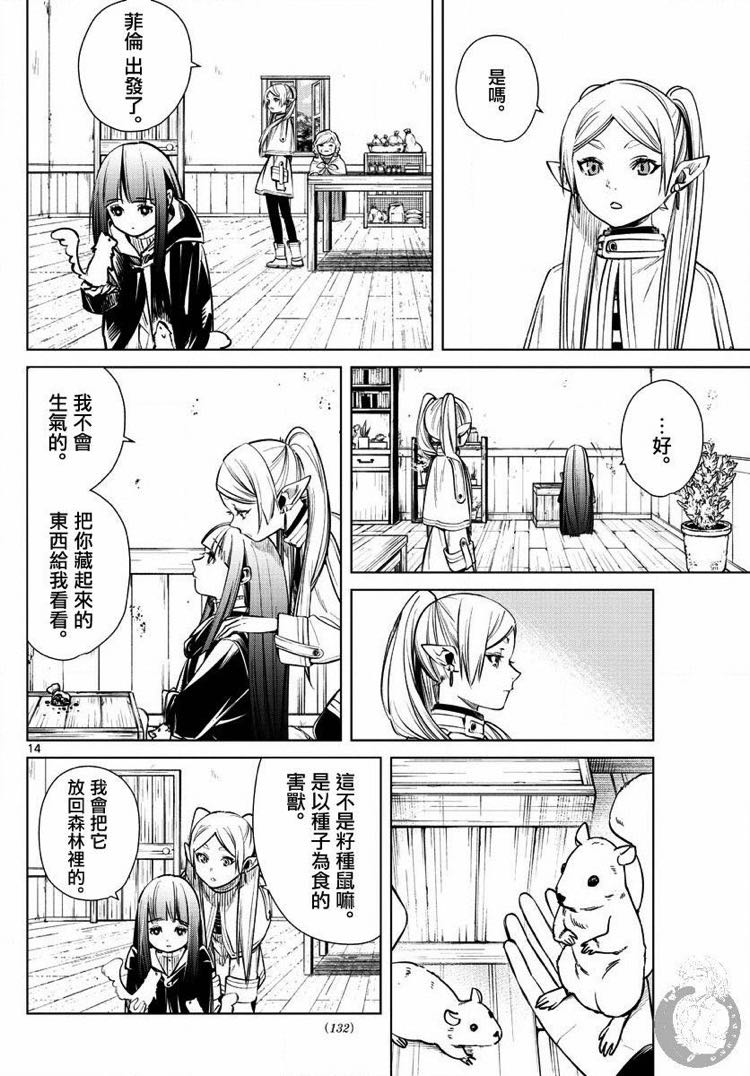 是嗎。
菲倫
出發了。
…好。
我不會
生氣的。
把你藏起來的
東西給我看看。
14
這不是籽種鼠嘛。
是以種子為食的
害獸。
我會把它
放回森林裡的。
(132)